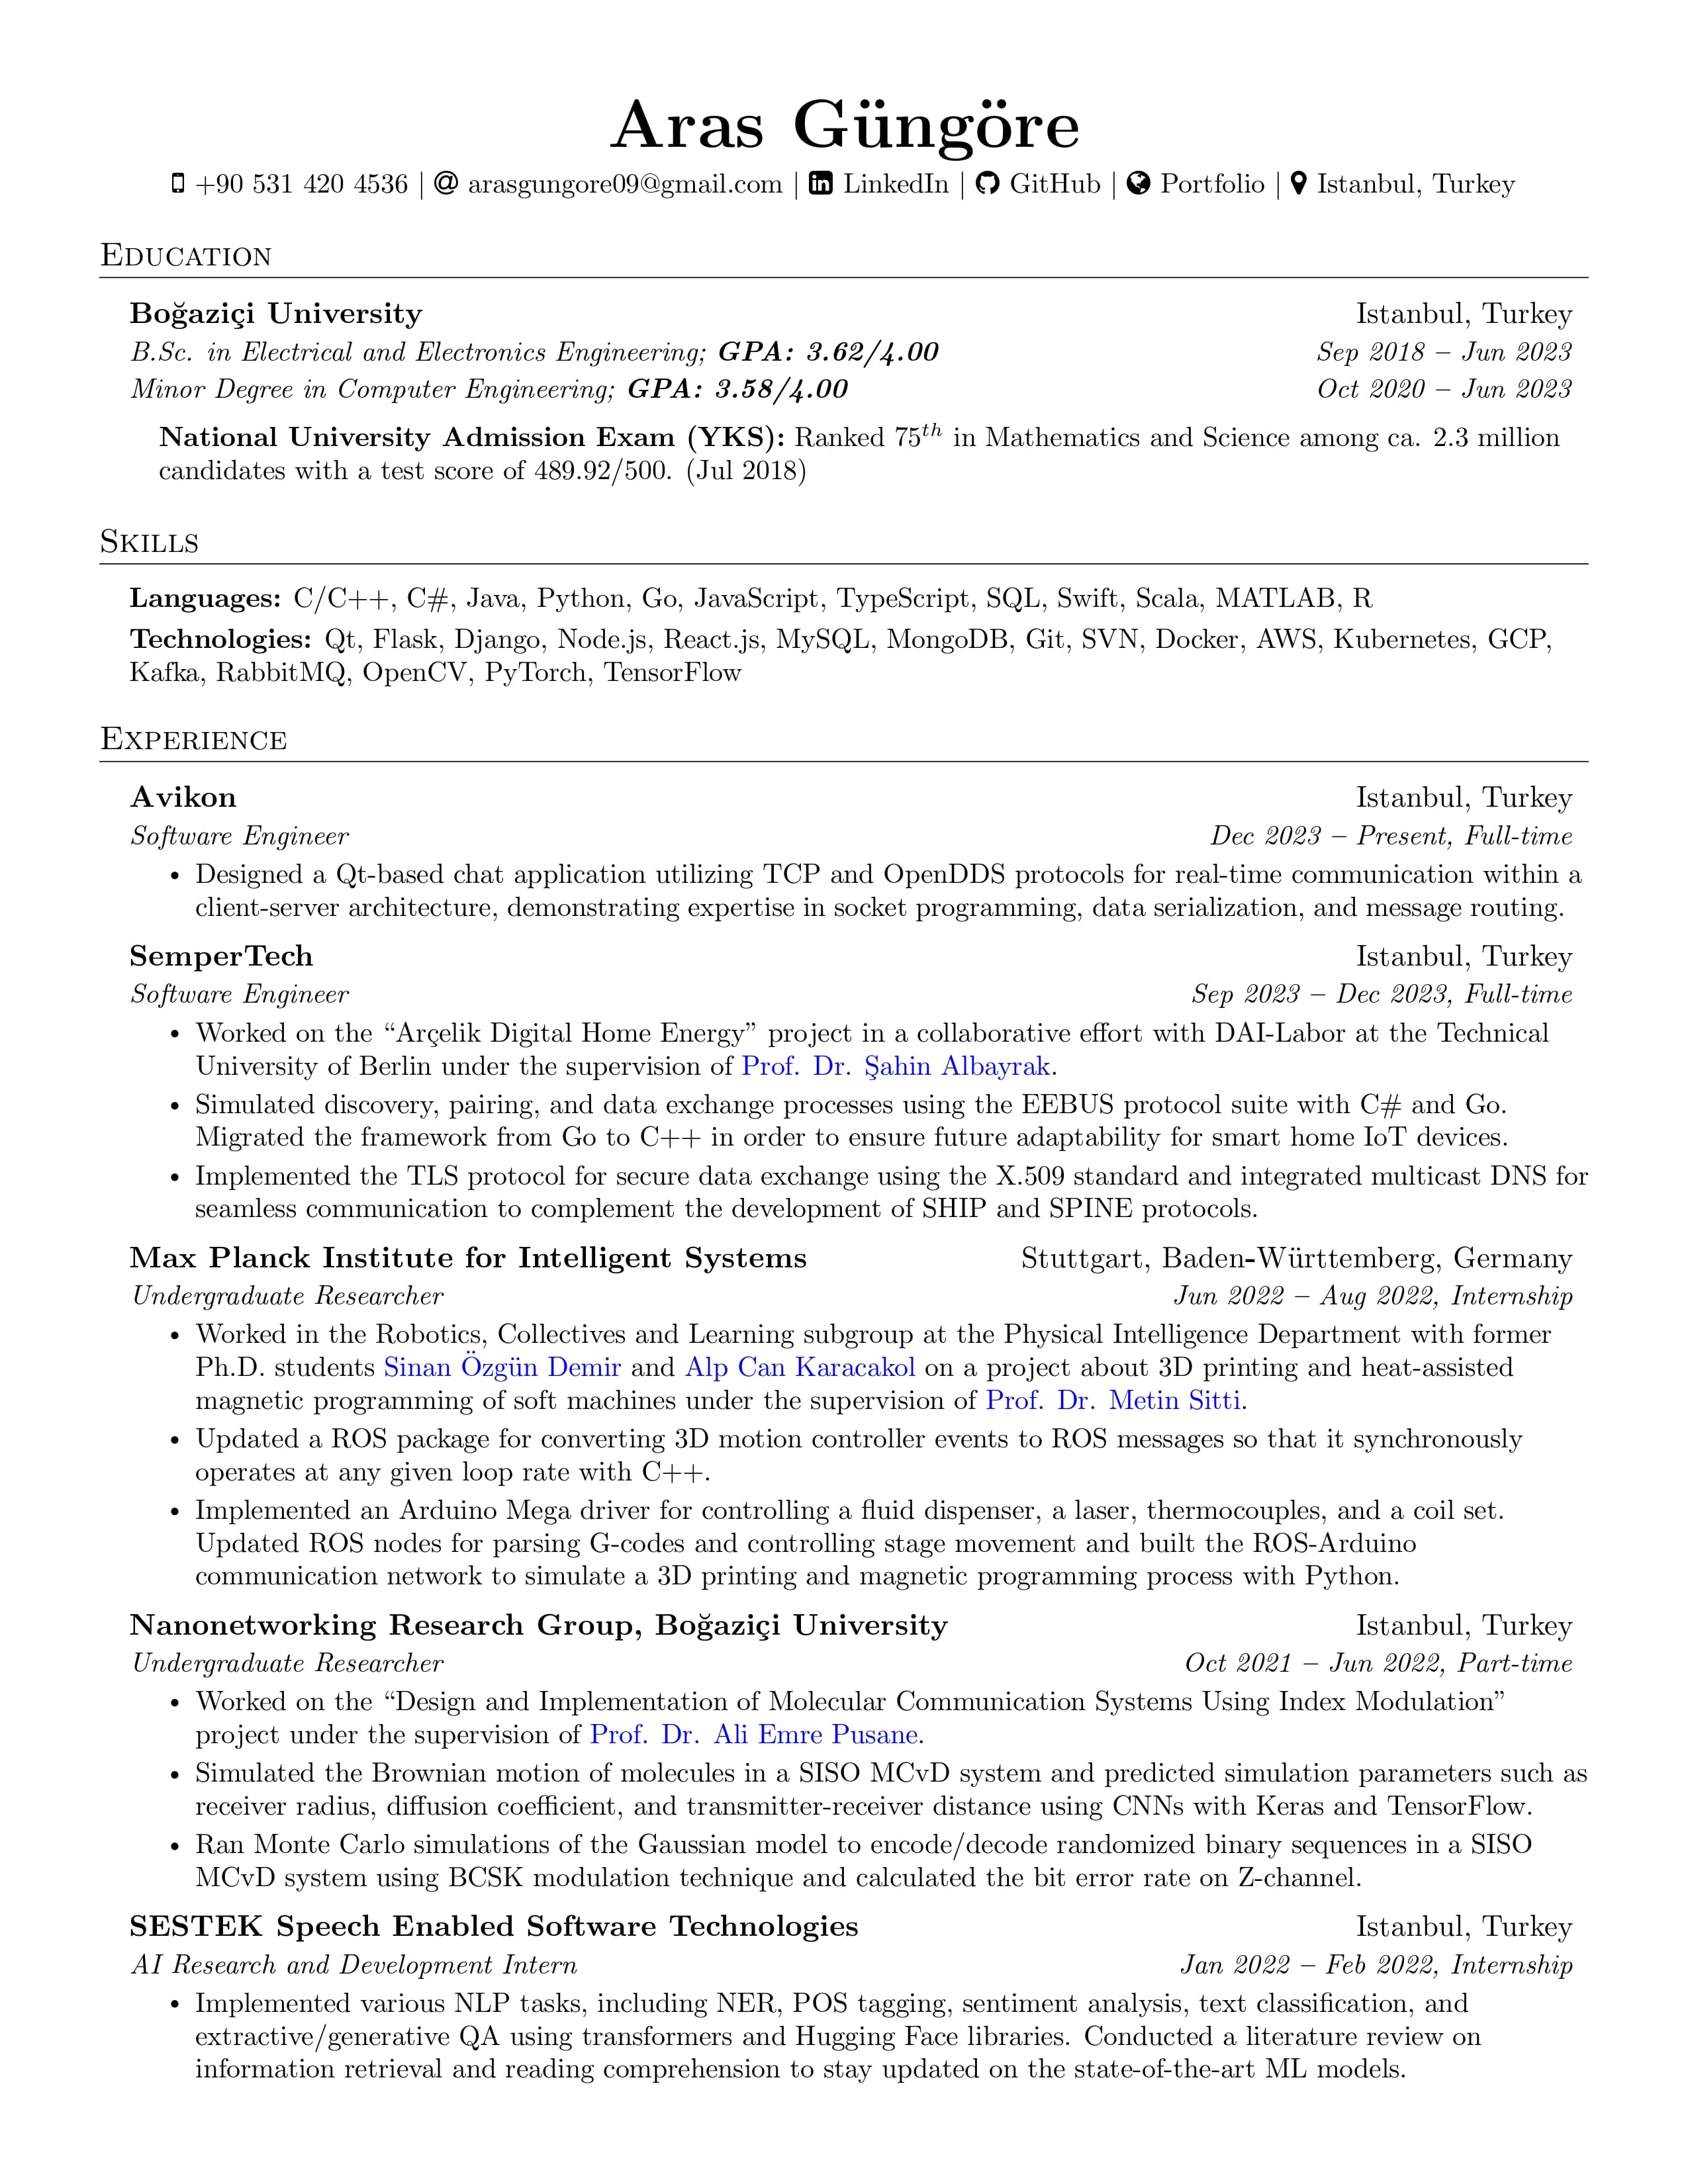 Aras Güngöre
+90 531 420 4536 | arasgungore09@gmail.com | LinkedIn | GitHub | Portfolio | Istanbul, Turkey
Education
Boğaziçi University Istanbul, Turkey
B.Sc. in Electrical and Electronics Engineering; GPA: 3.62/4.00 Sep 2018 – Jun 2023
Minor Degree in Computer Engineering; GPA: 3.58/4.00 Oct 2020 – Jun 2023
National University Admission Exam (YKS): Ranked 75th in Mathematics and Science among ca. 2.3 million
candidates with a test score of 489.92/500. (Jul 2018)
Skills
Languages: C/C++, C#, Java, Python, Go, JavaScript, TypeScript, SQL, Swift, Scala, MATLAB, R
Technologies: Qt, Flask, Django, Node.js, React.js, MySQL, MongoDB, Git, SVN, Docker, AWS, Kubernetes, GCP,
Kafka, RabbitMQ, OpenCV, PyTorch, TensorFlow
Experience
Avikon Istanbul, Turkey
Software Engineer Dec 2023 – Present, Full-time
• Designed a Qt-based chat application utilizing TCP and OpenDDS protocols for real-time communication within a
client-server architecture, demonstrating expertise in socket programming, data serialization, and message routing.
SemperTech Istanbul, Turkey
Software Engineer Sep 2023 – Dec 2023, Full-time
• Worked on the “Arçelik Digital Home Energy” project in a collaborative effort with DAI-Labor at the Technical
University of Berlin under the supervision of Prof. Dr. Şahin Albayrak.
• Simulated discovery, pairing, and data exchange processes using the EEBUS protocol suite with C# and Go.
Migrated the framework from Go to C++ in order to ensure future adaptability for smart home IoT devices.
• Implemented the TLS protocol for secure data exchange using the X.509 standard and integrated multicast DNS for
seamless communication to complement the development of SHIP and SPINE protocols.
Max Planck Institute for Intelligent Systems Stuttgart, Baden-Württemberg, Germany
Undergraduate Researcher Jun 2022 – Aug 2022, Internship
• Worked in the Robotics, Collectives and Learning subgroup at the Physical Intelligence Department with former
Ph.D. students Sinan Özgün Demir and Alp Can Karacakol on a project about 3D printing and heat-assisted
magnetic programming of soft machines under the supervision of Prof. Dr. Metin Sitti.
• Updated a ROS package for converting 3D motion controller events to ROS messages so that it synchronously
operates at any given loop rate with C++.
• Implemented an Arduino Mega driver for controlling a fluid dispenser, a laser, thermocouples, and a coil set.
Updated ROS nodes for parsing G-codes and controlling stage movement and built the ROS-Arduino
communication network to simulate a 3D printing and magnetic programming process with Python.
Nanonetworking Research Group, Boğaziçi University Istanbul, Turkey
Undergraduate Researcher Oct 2021 – Jun 2022, Part-time
• Worked on the “Design and Implementation of Molecular Communication Systems Using Index Modulation”
project under the supervision of Prof. Dr. Ali Emre Pusane.
• Simulated the Brownian motion of molecules in a SISO MCvD system and predicted simulation parameters such as
receiver radius, diffusion coefficient, and transmitter-receiver distance using CNNs with Keras and TensorFlow.
• Ran Monte Carlo simulations of the Gaussian model to encode/decode randomized binary sequences in a SISO
MCvD system using BCSK modulation technique and calculated the bit error rate on Z-channel.
SESTEK Speech Enabled Software Technologies Istanbul, Turkey
AI Research and Development Intern Jan 2022 – Feb 2022, Internship
• Implemented various NLP tasks, including NER, POS tagging, sentiment analysis, text classification, and
extractive/generative QA using transformers and Hugging Face libraries. Conducted a literature review on
information retrieval and reading comprehension to stay updated on the state-of-the-art ML models.